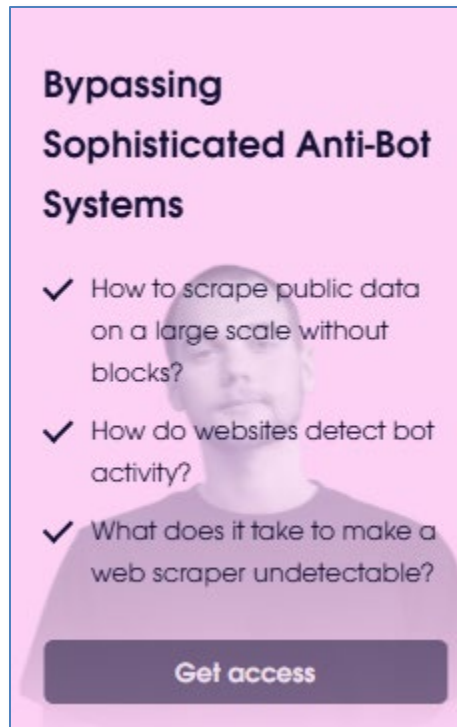 Bypassing
Sophisticated Anti-Bot
Systems
How to scrape public data
on a large scale without
blocks?
How do websites detect bot
activity?
What does it take to make a
web scraper undetectable?
Get access